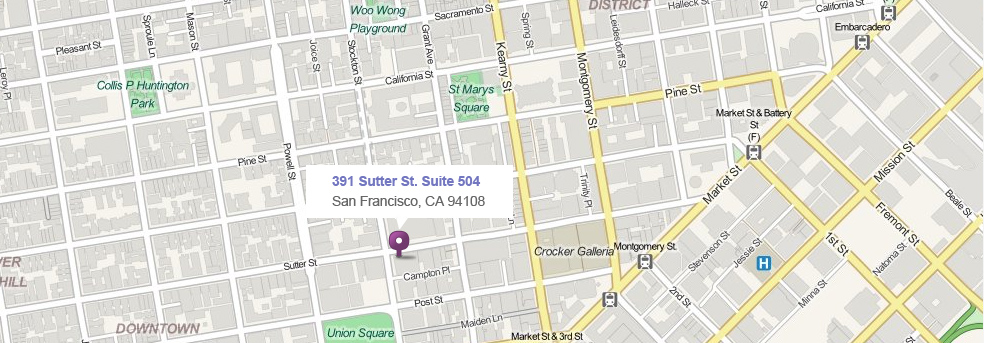 Woo Wong
Playground
Sacramento St
DISTRICT
Halleck St
California St
Embarcadero
Pleasant St
Sproule Ln
Mason St
Joice St
Stockton St
Grant Ave
Kearny St
Spring St
Montgomery St
Leidesdorff St
Leroy Pl
Collis P Huntington
Park
California St
St Marys
Square
Pine St
Market St & Battery
St
(F)
Pine St
Powell St
391 Sutter St. Suite 504
San Francisco, CA 94108
Trinity Pl
Ln
Market St
Mission St
Beale St
Fremont St
1st St
Crocker Galleria
Montgomery St.
Stevenson St
Jessie St
H
Natoma St
Minna St
2nd St
VER
HILL
Sutter St
Campton Pl
Post St
Maiden Ln
DOWNTOWN
Union Square
Market St & 3rd St